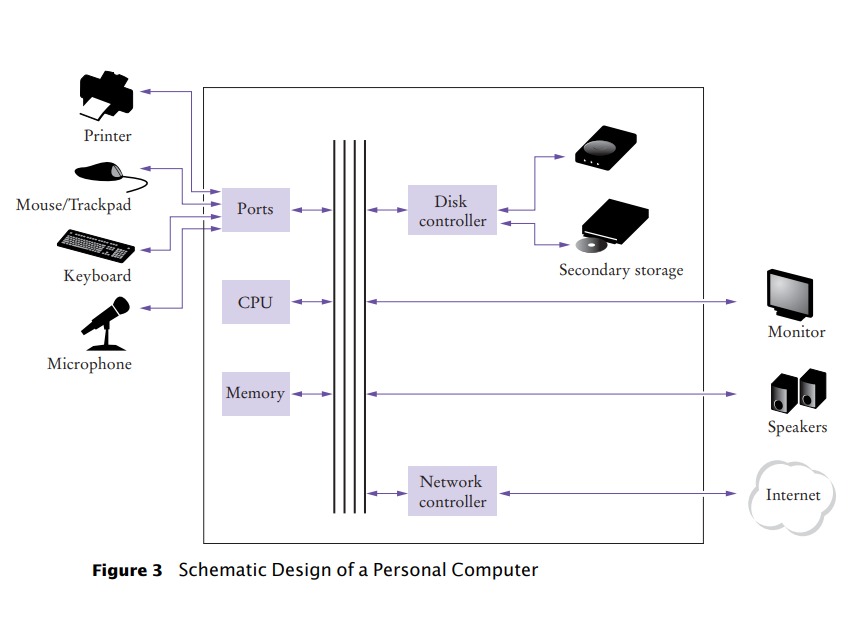 Printer
Mouse/Trackpad
Keyboard
Microphone
Ports
CPU
Memory
Disk
controller
Secondary storage
Network
controller
Monitor
Speakers
Internet
Figure 3 Schematic Design of a Personal Computer